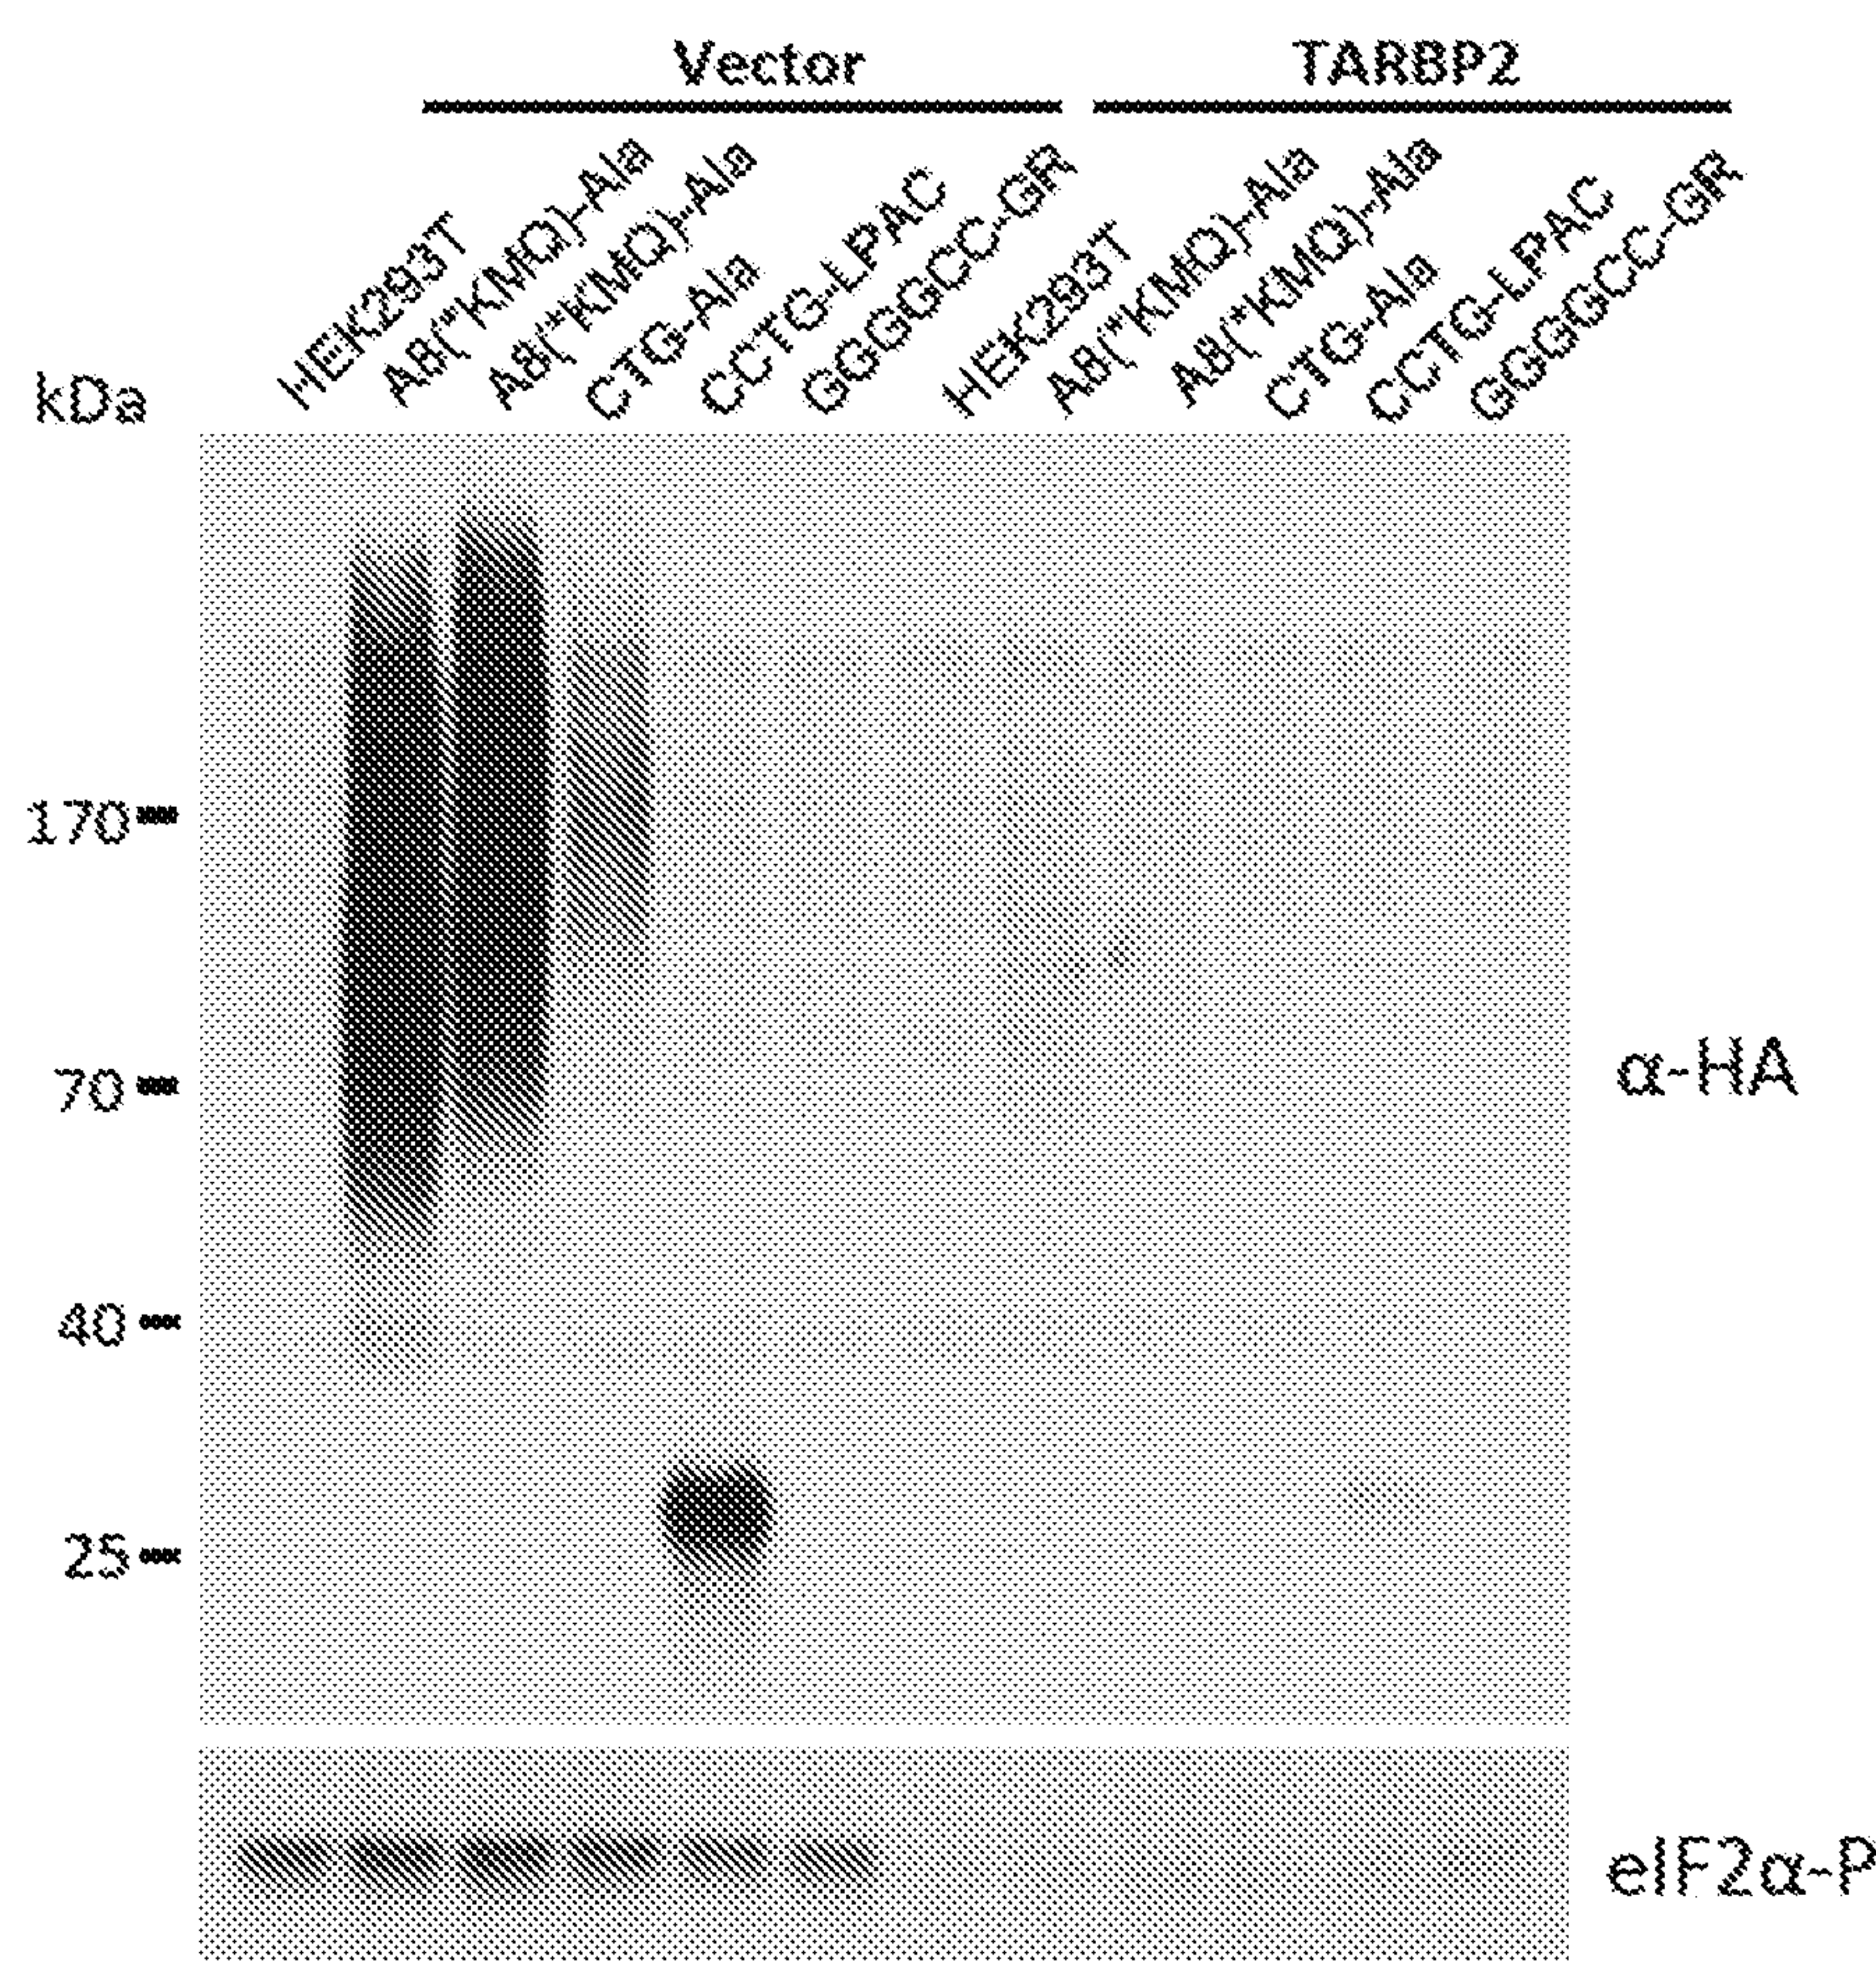 Vector TARBP2
HEK293T
A8(*KMQ)-Ala
A8(*KMQ)-Ala
CTG-Ala
CCTG-LPAC
GGGGCC-GR
HEK293T
A8(*KMQ)-Ala
A8(*KMQ)-Ala
CTG-Ala
CCTG-LPAC
GGGGCC-GR
kDa
170
70
α-HA
40
25
eIF2α-P